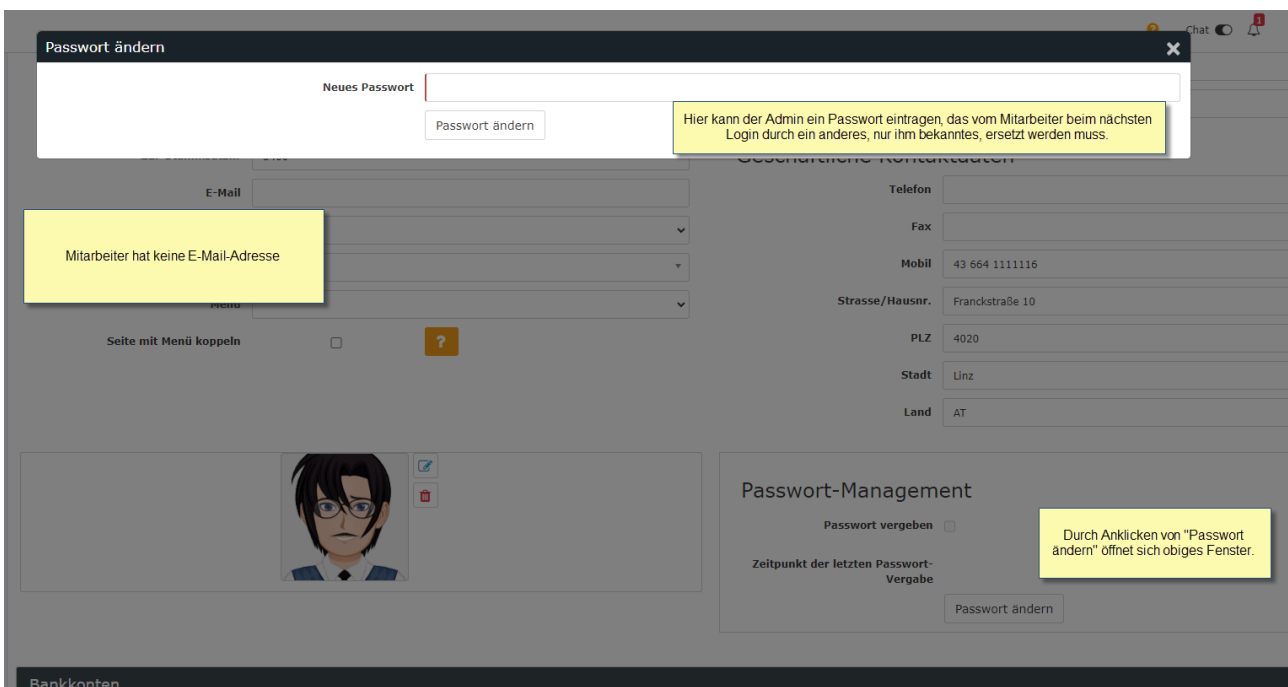 Chat
1
Passwort ändern
Neues Passwort
Passwort ändern
Hier kann der Admin ein Passwort eintragen, das vom Mitarbeiter beim nächsten
Login durch ein anderes, nur ihm bekanntes, ersetzt werden muss.
Geschäftliche Kontaktdaten
E-Mail
Mitarbeiter hat keine E-Mail-Adresse
Menü
Seite mit Menü koppeln
?
Telefon
Fax
Mobil 43 664 1111116
Strasse/Hausnr. Franckstraße 10
PLZ 4020
Stadt Linz
Land AT
Passwort-Management
Passwort vergeben
Durch Anklicken von "Passwort
ändern" öffnet sich obiges Fenster.
Zeitpunkt der letzten Passwort-
Vergabe
Passwort ändern
Bankkonten